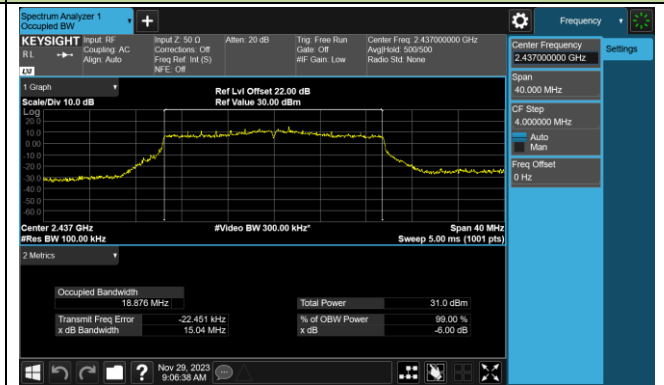 Spectrum Analyzer 1
Occupied BW
+
Frequency
KEYSIGHT
RL
LXI
Input: RF
Coupling: AC
Align: Auto
Input Z: 50 Ω
Corrections: Off
Freq Ref: Int (S)
NFE: Off
Atten: 20 dB
Trig: Free Run
Gate: Off
#IF Gain: Low
Center Freq: 2.437000000 GHz
Avg|Hold: 500/500
Radio Std: None
Center Frequency
2.437000000 GHz
Settings
Span
40.000 MHz
CF Step
4.000000 MHz
Auto
Man
Freq Offset
0 Hz
1 Graph
Scale/Div 10.0 dB
Ref Lvl Offset 22.00 dB
Ref Value 30.00 dBm
Log
20.0
10.0
0.00
-10.0
-20.0
-30.0
-40.0
-50.0
-60.0
Center 2.437 GHz
#Video BW 300.00 kHz*
Span 40 MHz
#Res BW 100.00 kHz
Sweep 5.00 ms (1001 pts)
2 Metrics
Occupied Bandwidth
18.876 MHz
Total Power 31.0 dBm
Transmit Freq Error -22.451 kHz
% of OBW Power 99.00 %
x dB Bandwidth 15.04 MHz
x dB -6.00 dB
?
Nov 29, 2023
9:06:38 AM